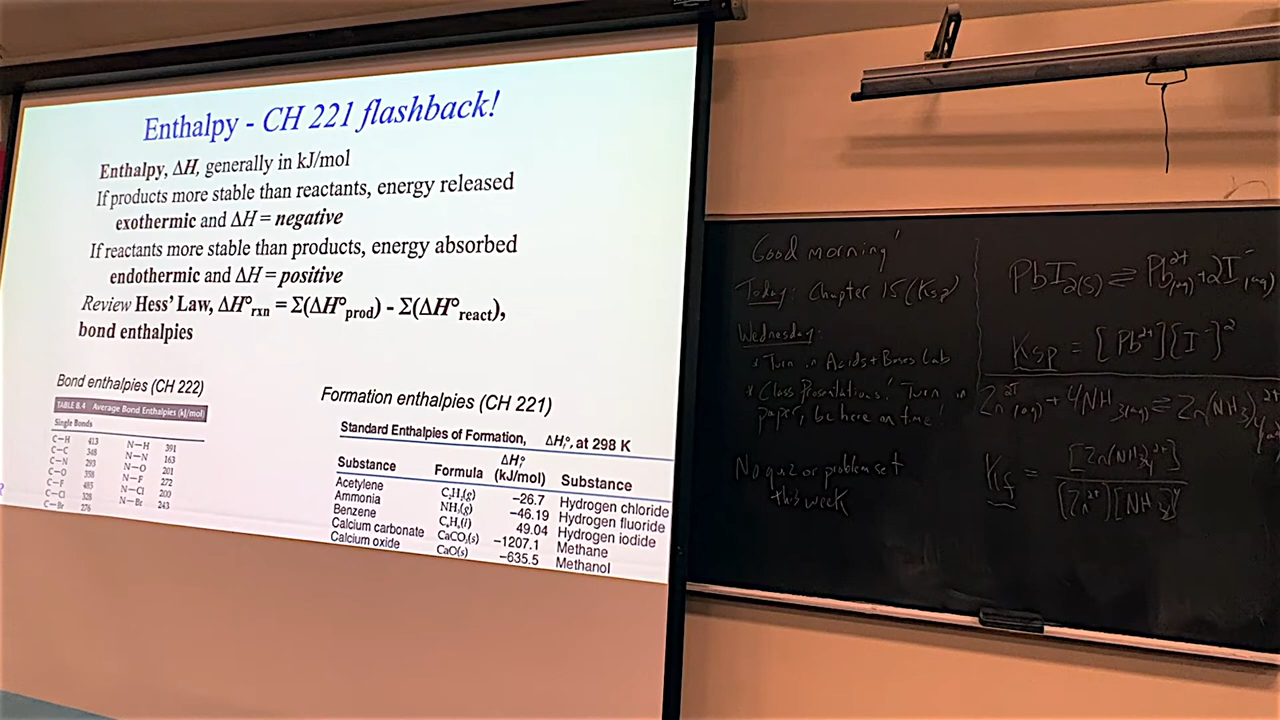 Enthalpy - CH 221 flashback!
Enthalpy, ΔH, generally in kJ/mol
If products more stable than reactants, energy released
exothermic and ΔH = negative
If reactants more stable than products, energy absorbed
endothermic and ΔH = positive
Review Hess' Law, ΔH°rxn = Σ(ΔH°prod) - Σ(ΔH°react),
bond enthalpies
Bond enthalpies (CH 222)
TABLE 8.4 Average Bond Enthalpies (kJ/mol)
Single Bonds
C—H 413 N—H 391
C—C 348 N—N 163
C—N 293 N—O 201
C—O 358 N—F 272
C—F 485 N—Cl 200
C—Cl 328 N—Br 243
C—Br 276
Formation enthalpies (CH 221)
Standard Enthalpies of Formation, ΔHf°, at 298 K
Substance Formula ΔHf° (kJ/mol) Substance
Acetylene C₂H₂(g) −26.7 Hydrogen chloride
Ammonia NH₃(g) −46.19 Hydrogen fluoride
Benzene C₆H₆(l) 49.04 Hydrogen iodide
Calcium carbonate CaCO₃(s) −1207.1 Methane
Calcium oxide CaO(s) −635.5 Methanol
Good morning!
Today: Chapter 15 (Ksp)
Wednesday:
* Turn in Acids + Bases Lab
* Class Presentations! Turn in
paper, be here on time!
No quiz or problem set
this week
PbI₂(s) ⇌ Pb²⁺(aq) + 2I⁻(aq)
Ksp = [Pb²⁺][I⁻]²
Zn²⁺(aq) + 4NH₃(aq) ⇌ Zn(NH₃)₄²⁺(aq)
Kf = [Zn(NH₃)₄²⁺] / [Zn²⁺][NH₃]⁴